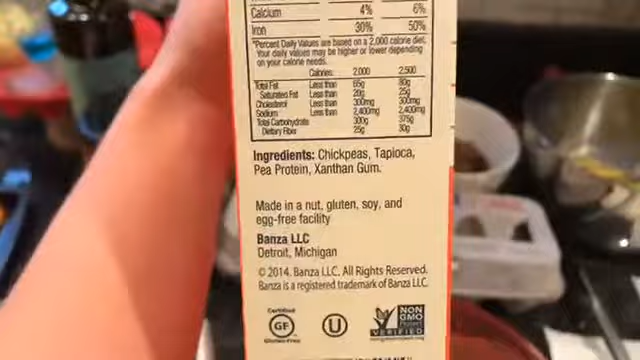 Calcium 4% 6%
Iron 30% 50%
*Percent Daily Values are based on a 2,000 calorie diet.
Your daily values may be higher or lower depending
on your calorie needs.
Calories: 2,000 2,500
Total Fat Less than 65g 80g
Saturated Fat Less than 20g 25g
Cholesterol Less than 300mg 300mg
Sodium Less than 2,400mg 2,400mg
Total Carbohydrate 300g 375g
Dietary Fiber 25g 30g
Ingredients: Chickpeas, Tapioca,
Pea Protein, Xanthan Gum.
Made in a nut, gluten, soy, and
egg-free facility
Banza LLC
Detroit, Michigan
© 2014. Banza LLC. All Rights Reserved.
Banza is a registered trademark of Banza LLC.
Certified
GF
Gluten-Free
U
NON
GMO
Project
VERIFIED